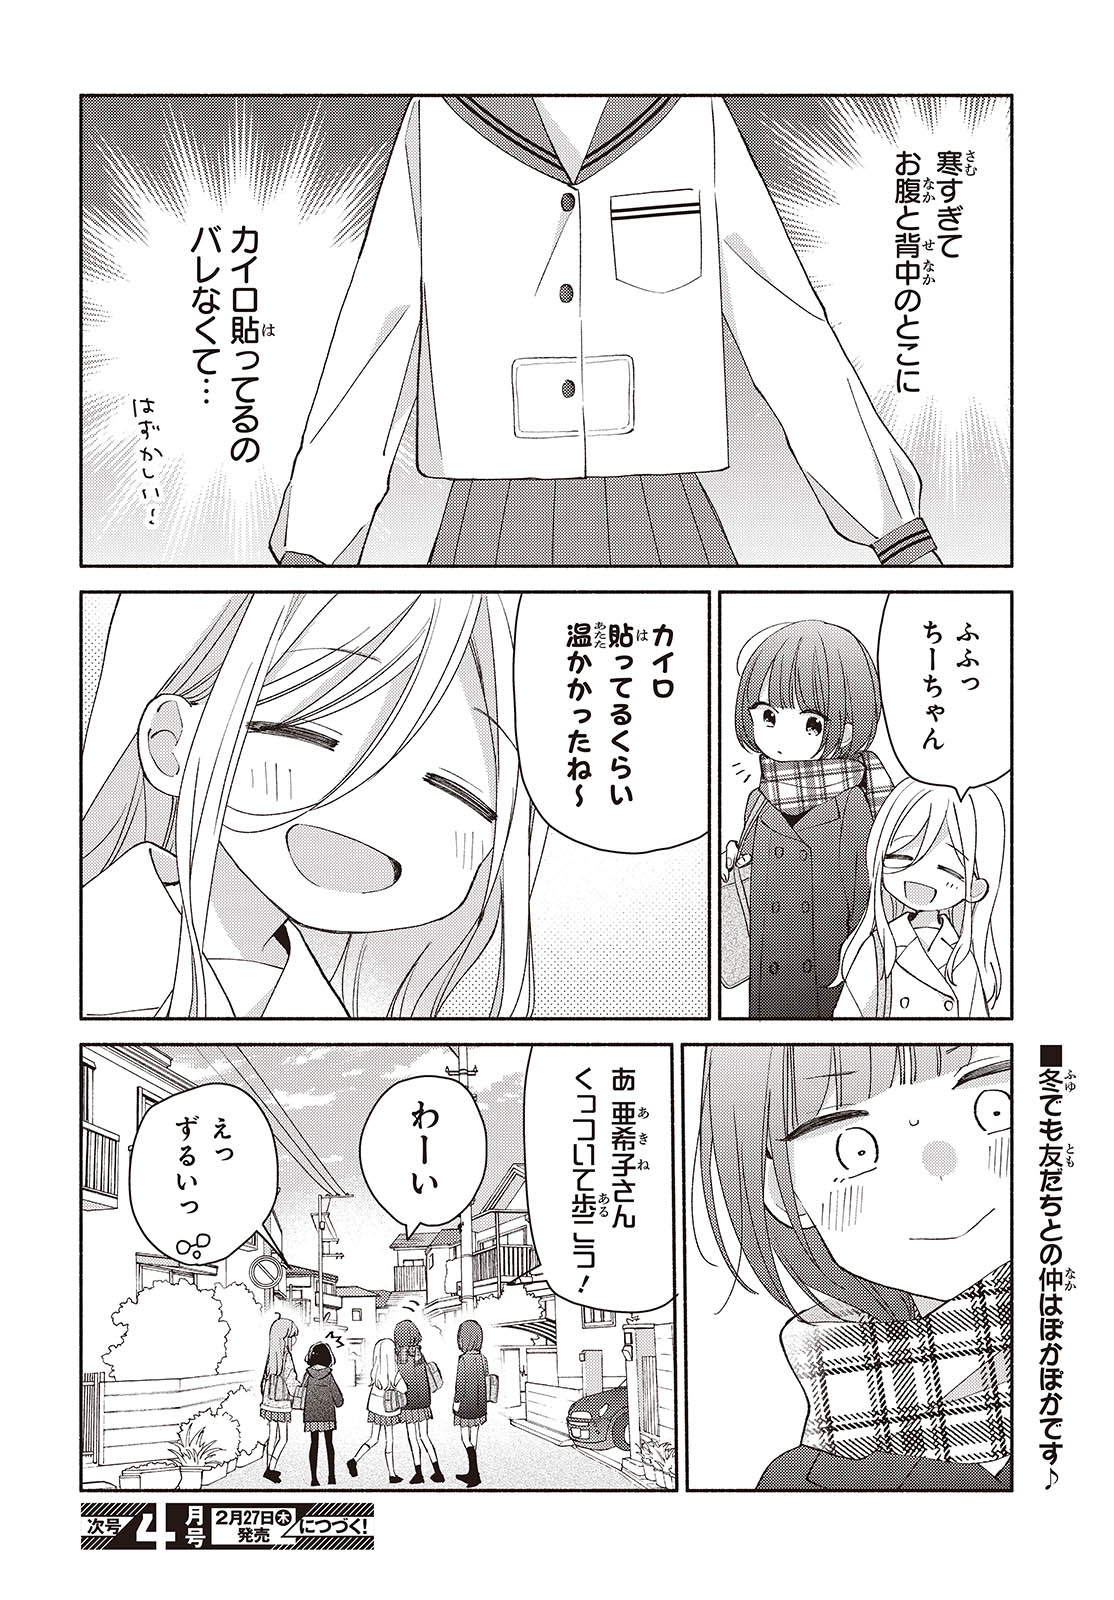 寒すぎて
お腹と背中のとこに
カイロ貼ってるの
バレなくて…
はずかしい！
ふふっ
ちーちゃん
カイロ
貼ってるくらい
温かかったね〜
あ 亜希子さん
くっついて歩こう！
わーい
えっ
ずるいっ
■冬でも友だちとの仲はぽかぽかです♪
次号4月号
2月27日木発売
につづく！